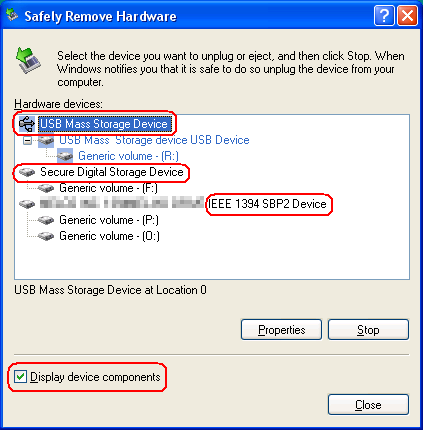 Safely Remove Hardware
Select the device you want to unplug or eject, and then click Stop. When
Windows notifies you that it is safe to do so unplug the device from your
computer.
Hardware devices:
USB Mass Storage Device
USB Mass Storage device USB Device
Generic volume - (R:)
Secure Digital Storage Device
Generic volume - (F:)
IEEE 1394 SBP2 Device
Generic volume - (P:)
Generic volume - (O:)
USB Mass Storage Device at Location 0
Properties Stop
Display device components
Close